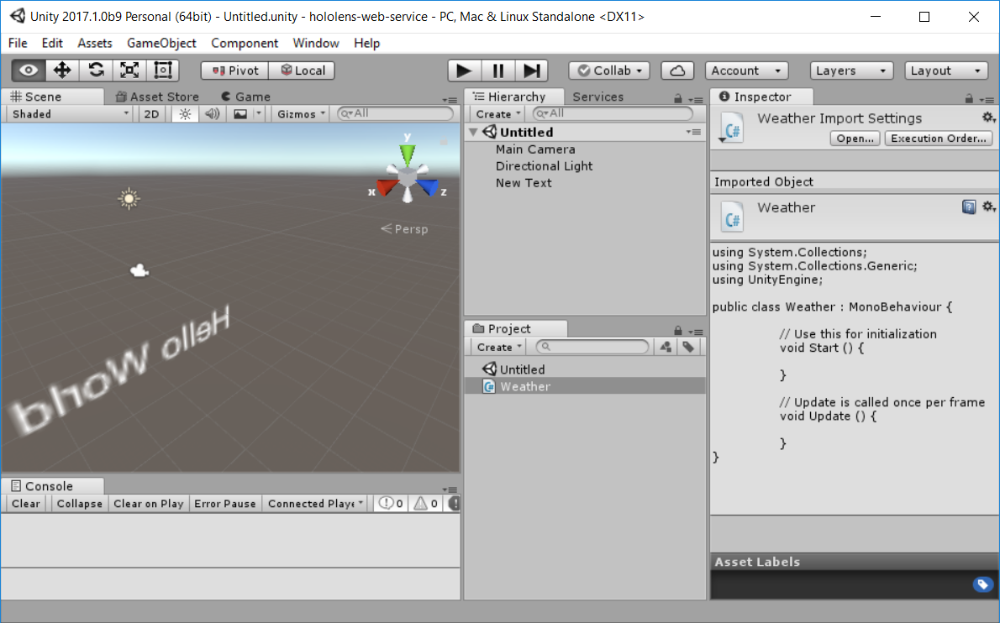 Unity 2017.1.0b9 Personal (64bit) - Untitled.unity - hololens-web-service - PC, Mac & Linux Standalone <DX11>
File Edit Assets GameObject Component Window Help
Pivot Local Collab Account Layers Layout
Scene Asset Store Game
Shaded 2D Gizmos All
y
x z
Persp
Hello World
Console
Clear Collapse Clear on Play Error Pause Connected Playe 0 0
Hierarchy Services
Create All
Untitled
Main Camera
Directional Light
New Text
Project
Create
Untitled
C# Weather
Inspector
C# Weather Import Settings
Open... Execution Order...
Imported Object
C# Weather
using System.Collections;
using System.Collections.Generic;
using UnityEngine;
public class Weather : MonoBehaviour {
// Use this for initialization
void Start () {
}
// Update is called once per frame
void Update () {
}
}
Asset Labels